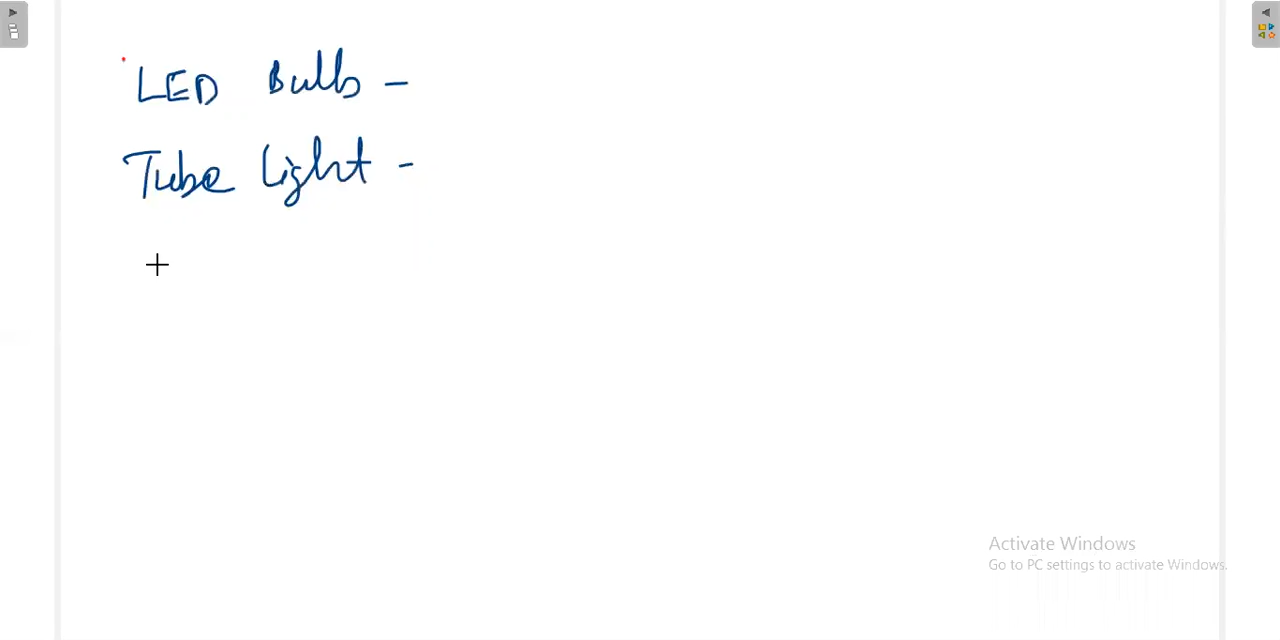 LED Bulb -
Tube Light -
Activate Windows
Go to PC settings to activate Windows.